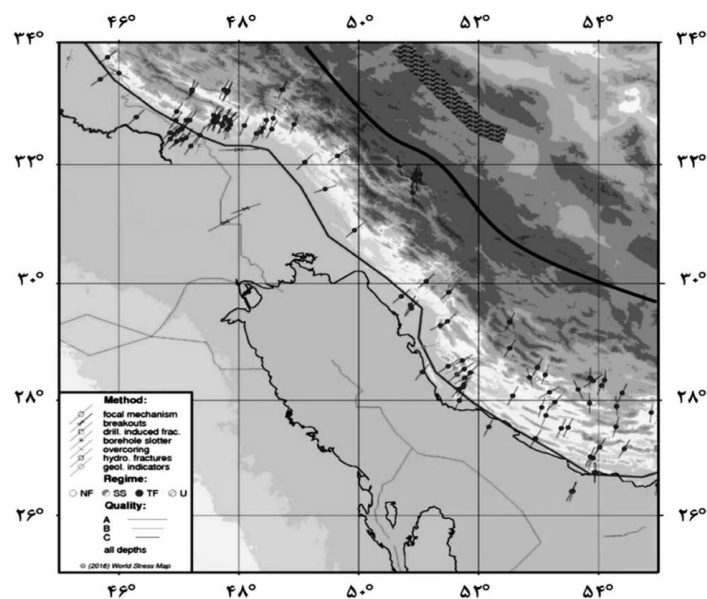 ۴۶° ۴۸° ۵۰° ۵۲° ۵۴°
۳۴° ۳۴°
۳۲° ۳۲°
۳۰° ۳۰°
۲۸° ۲۸°
Method:
focal mechanism
breakouts
drill. induced frac.
borehole slotter
overcoring
hydro. fractures
geol. indicators
Regime:
NF SS TF U
Quality:
A
B
C
all depths
© (2016) World Stress Map
۲۶° ۲۶°
۴۶° ۴۸° ۵۰° ۵۲° ۵۴°